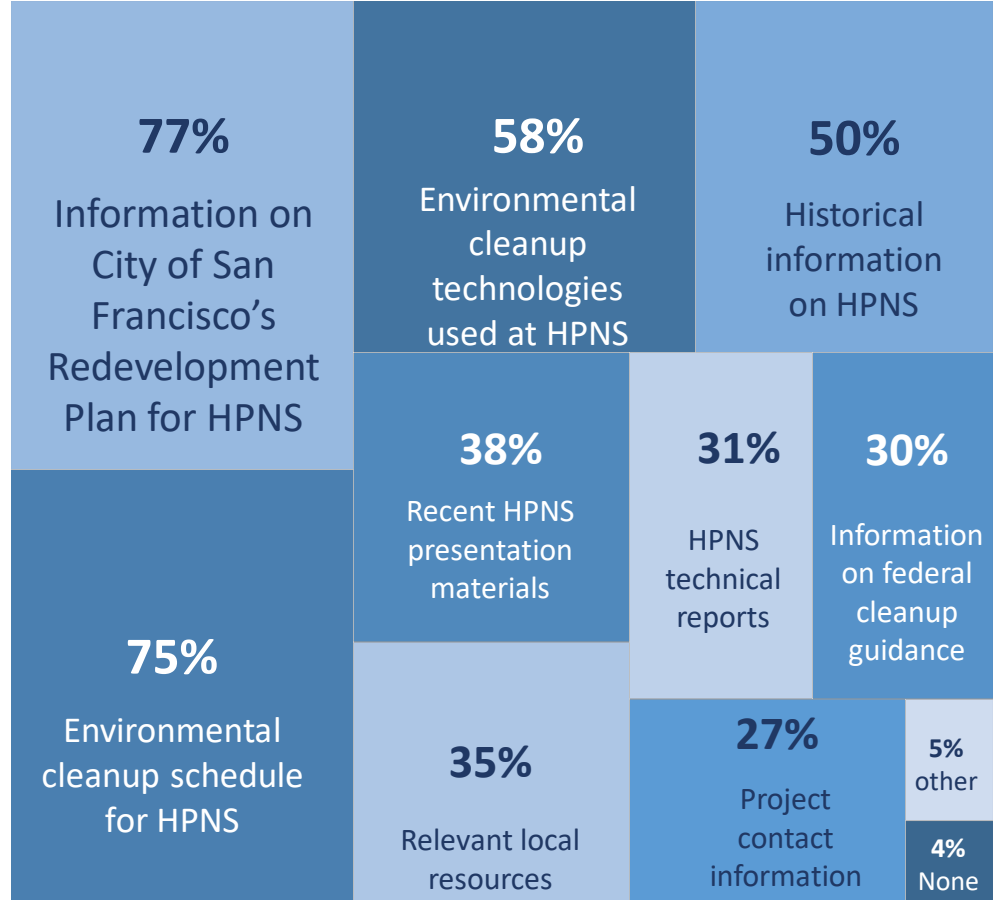 77%
Information on
City of San
Francisco’s
Redevelopment
Plan for HPNS
58%
Environmental
cleanup
technologies
used at HPNS
50%
Historical
information
on HPNS
38%
Recent HPNS
presentation
materials
31%
HPNS
technical
reports
30%
Information
on federal
cleanup
guidance
75%
Environmental
cleanup schedule
for HPNS
35%
Relevant local
resources
27%
Project
contact
information
5%
other
4%
None